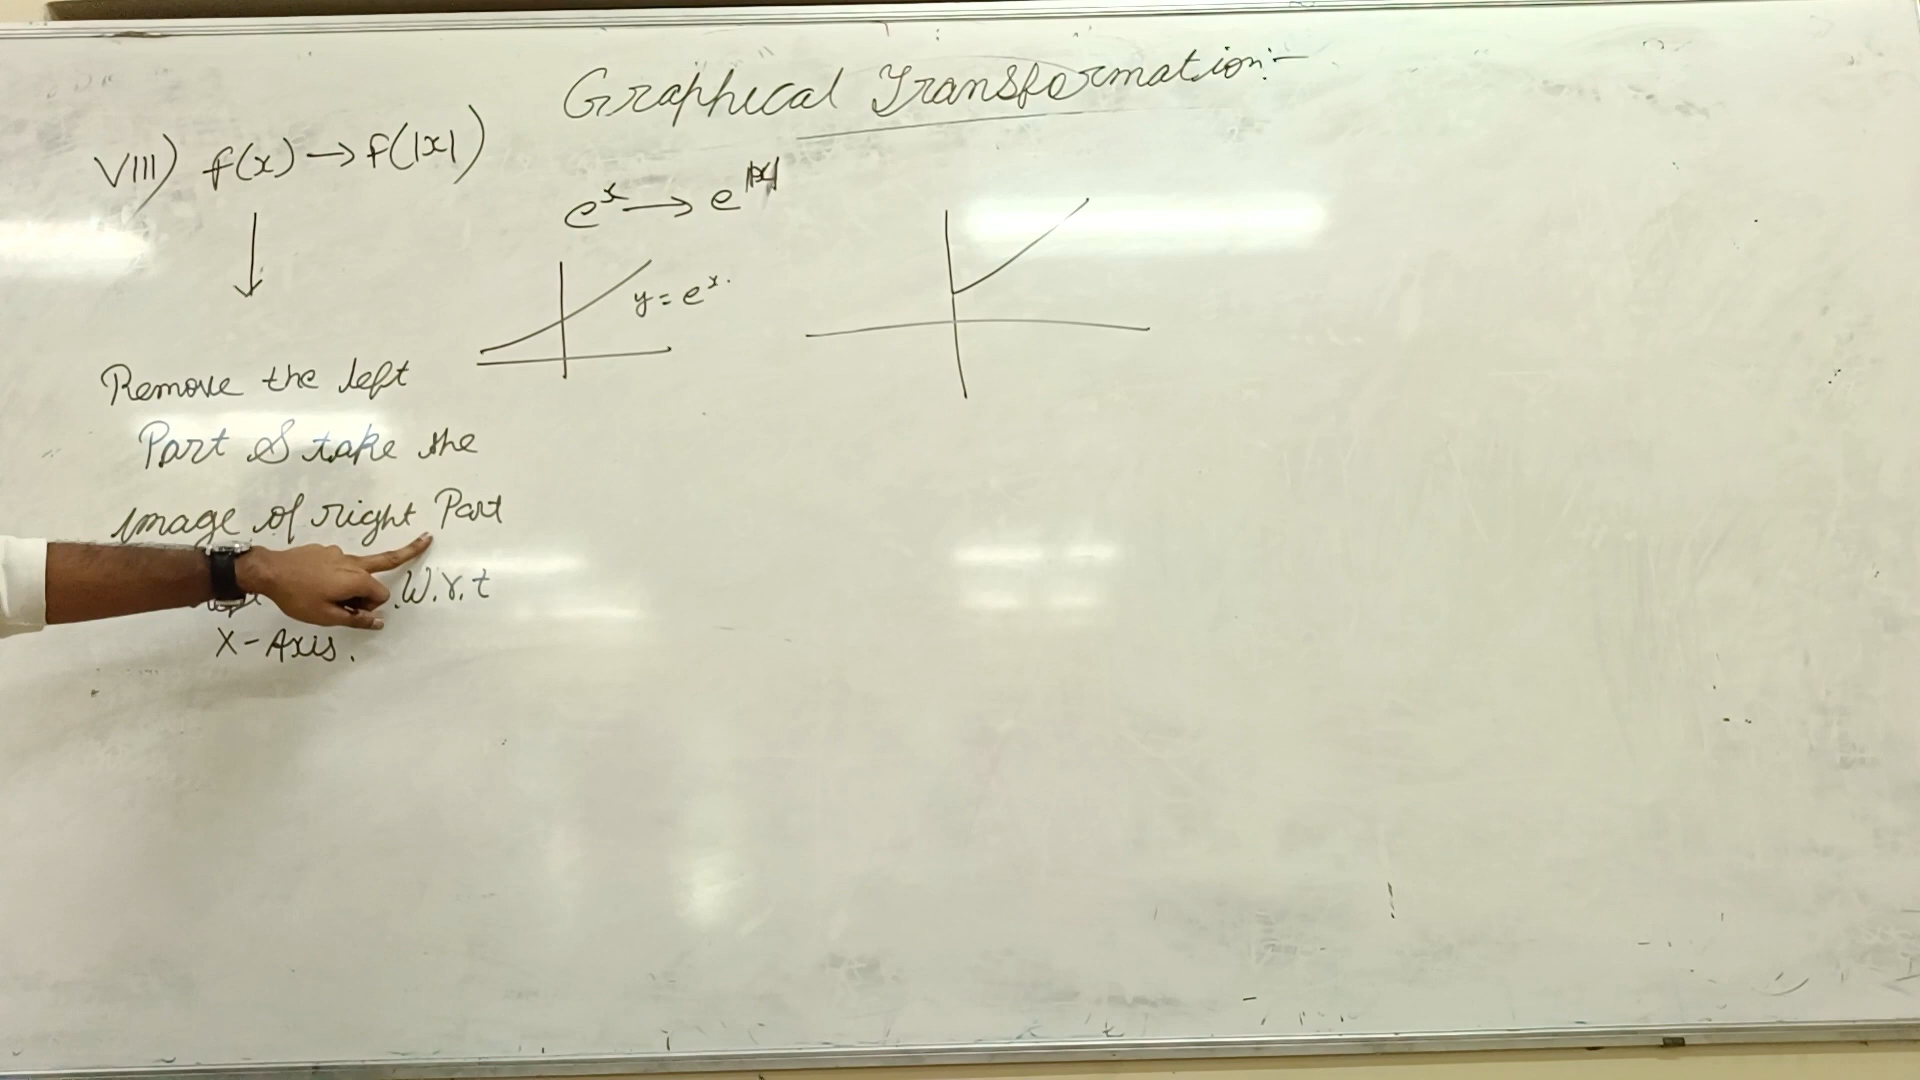 Graphical Transformation:-
VIII) f(x) → f(|x|)
e^x → e^|x|
y = e^x.
Remove the left
Part & take the
image of right Part
W.r.t
X-Axis.